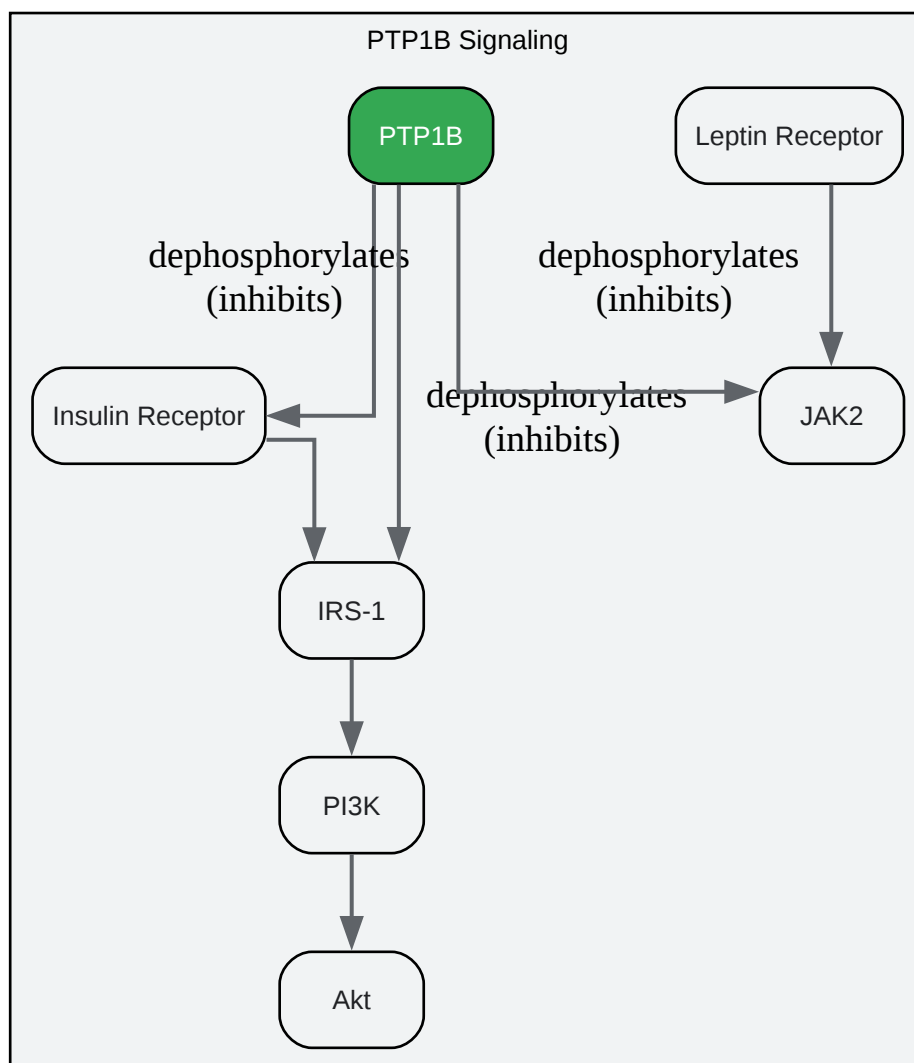 PTP1B Signaling
PTP1B
Leptin Receptor
dephosphorylates
(inhibits)
dephosphorylates
(inhibits)
Insulin Receptor
dephosphorylates
(inhibits)
JAK2
IRS-1
PI3K
Akt